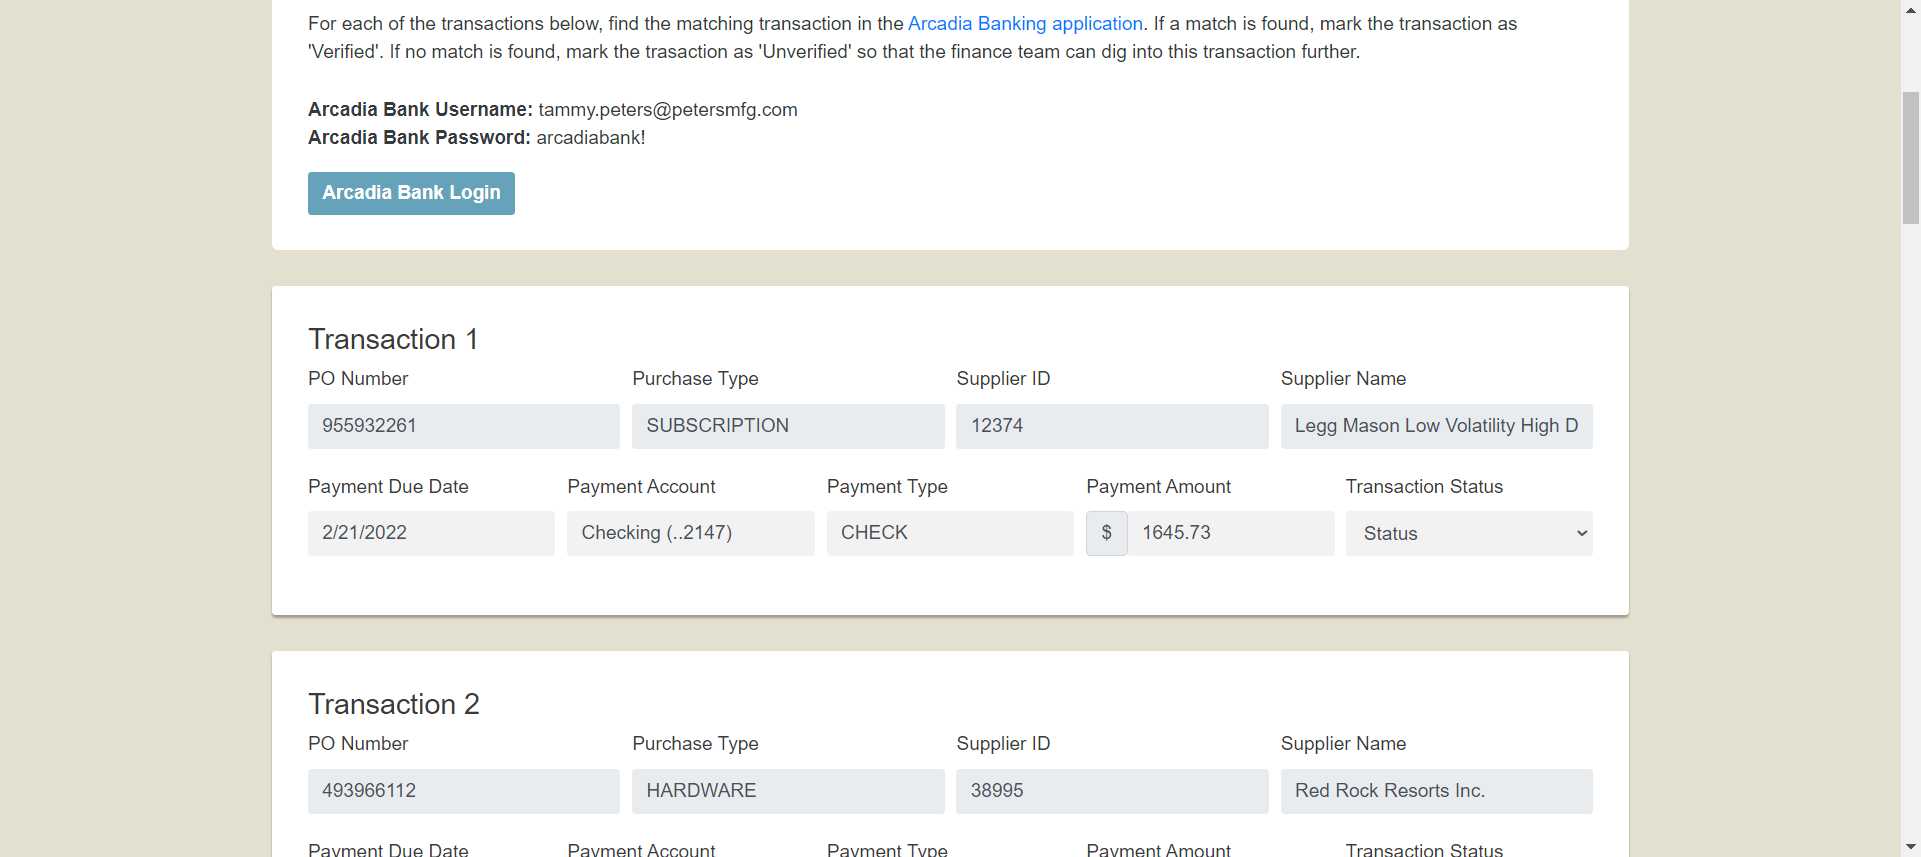 For each of the transactions below, find the matching transaction in the Arcadia Banking application. If a match is found, mark the transaction as
'Verified'. If no match is found, mark the trasaction as 'Unverified' so that the finance team can dig into this transaction further.
Arcadia Bank Username: tammy.peters@petersmfg.com
Arcadia Bank Password: arcadiabank!
Arcadia Bank Login
Transaction 1
PO Number Purchase Type Supplier ID Supplier Name
955932261 SUBSCRIPTION 12374 Legg Mason Low Volatility High D
Payment Due Date Payment Account Payment Type Payment Amount Transaction Status
2/21/2022 Checking (..2147) CHECK $ 1645.73 Status
Transaction 2
PO Number Purchase Type Supplier ID Supplier Name
493966112 HARDWARE 38995 Red Rock Resorts Inc.
Payment Due Date Payment Account Payment Type Payment Amount Transaction Status